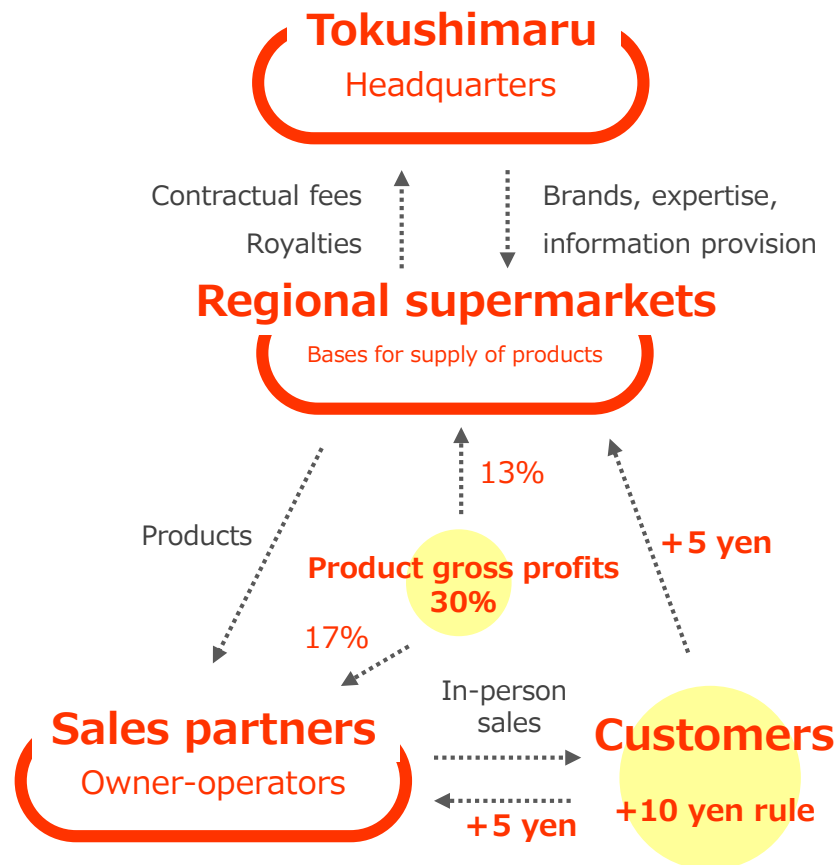 Tokushimaru
Headquarters
Contractual fees
Royalties
Brands, expertise,
information provision
Regional supermarkets
Bases for supply of products
13%
Products
+5 yen
Product gross profits
30%
17%
In-person
sales
Sales partners
Owner-operators
Customers
+10 yen rule
+5 yen